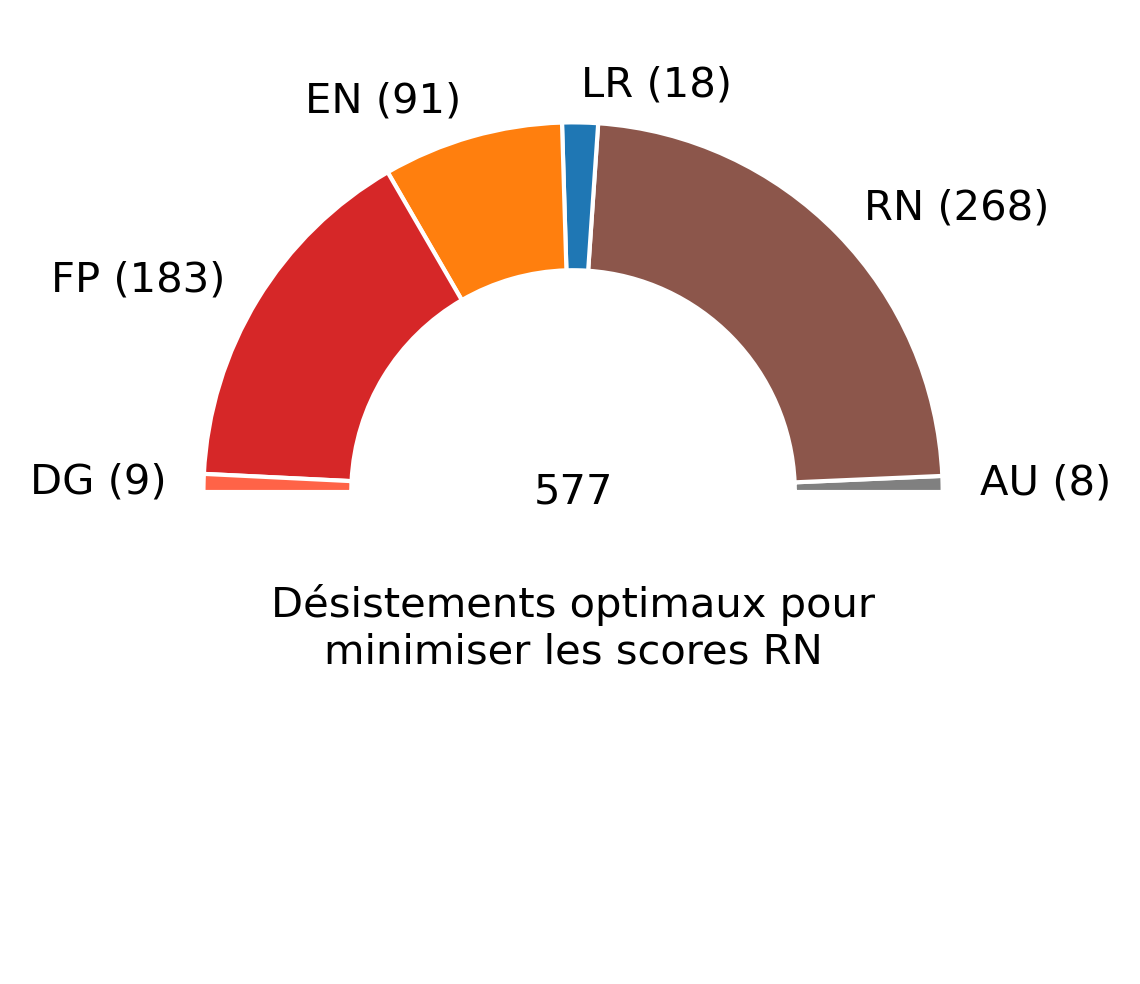 LR (18)
EN (91)
RN (268)
FP (183)
DG (9)
AU (8)
577
Désistements optimaux pour
minimiser les scores RN